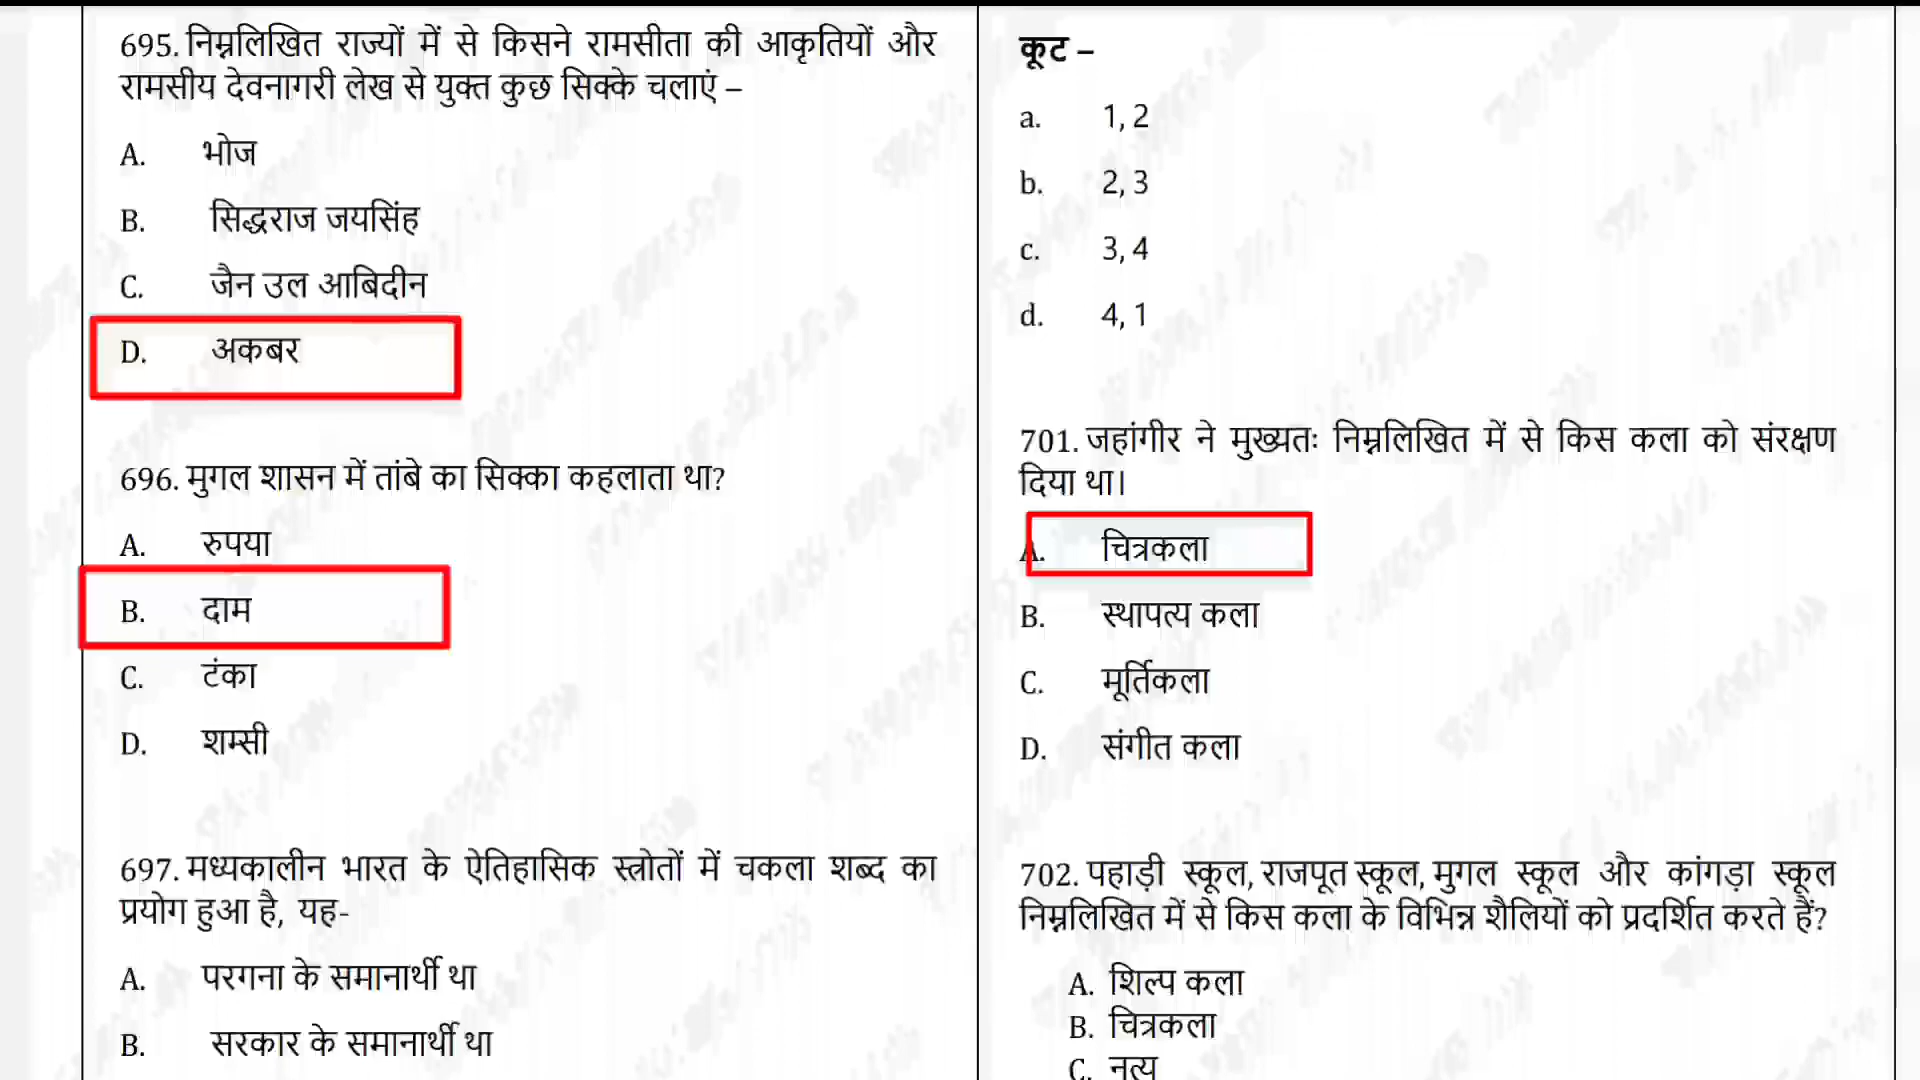 695. निम्नलिखित राज्यों में से किसने रामसीता की आकृतियों और
रामसीय देवनागरी लेख से युक्त कुछ सिक्के चलाएं –
A. भोज
B. सिद्धराज जयसिंह
C. जैन उल आबिदीन
D. अकबर
696. मुगल शासन में तांबे का सिक्का कहलाता था?
A. रुपया
B. दाम
C. टंका
D. शम्सी
697. मध्यकालीन भारत के ऐतिहासिक स्त्रोतों में चकला शब्द का
प्रयोग हुआ है, यह-
A. परगना के समानार्थी था
B. सरकार के समानार्थी था
कूट –
a. 1, 2
b. 2, 3
c. 3, 4
d. 4, 1
701. जहांगीर ने मुख्यतः निम्नलिखित में से किस कला को संरक्षण
दिया था।
A. चित्रकला
B. स्थापत्य कला
C. मूर्तिकला
D. संगीत कला
702. पहाड़ी स्कूल, राजपूत स्कूल, मुगल स्कूल और कांगड़ा स्कूल
निम्नलिखित में से किस कला के विभिन्न शैलियों को प्रदर्शित करते हैं?
A. शिल्प कला
B. चित्रकला
C. नृत्य